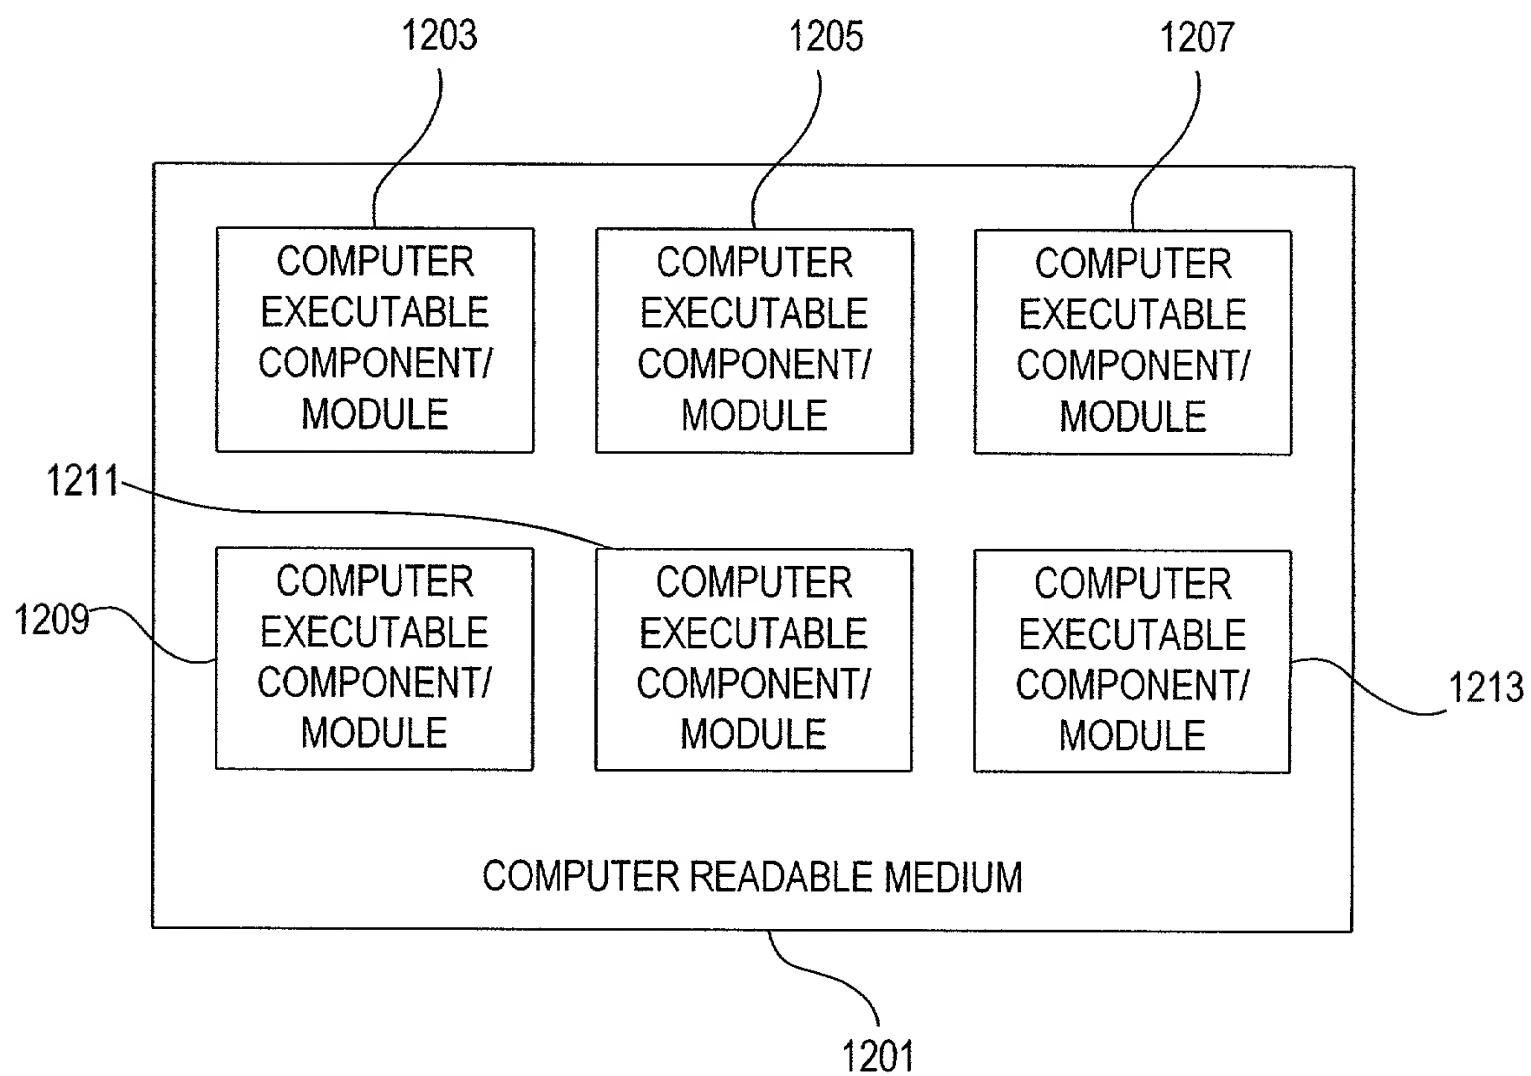 1203
1205
1207
COMPUTER
EXECUTABLE
COMPONENT/
MODULE
COMPUTER
EXECUTABLE
COMPONENT/
MODULE
COMPUTER
EXECUTABLE
COMPONENT/
MODULE
1211
1209
COMPUTER
EXECUTABLE
COMPONENT/
MODULE
COMPUTER
EXECUTABLE
COMPONENT/
MODULE
COMPUTER
EXECUTABLE
COMPONENT/
MODULE
1213
COMPUTER READABLE MEDIUM
1201